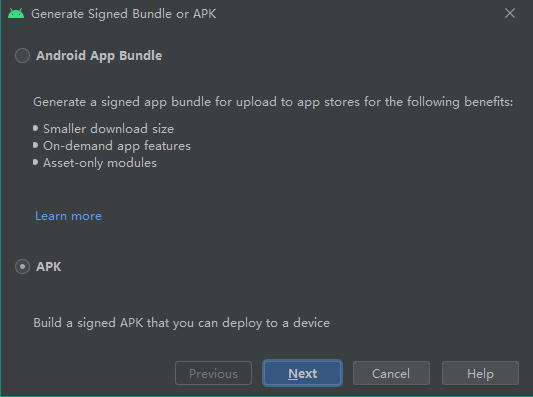 Generate Signed Bundle or APK
Android App Bundle
Generate a signed app bundle for upload to app stores for the following benefits:
Smaller download size
On-demand app features
Asset-only modules
Learn more
APK
Build a signed APK that you can deploy to a device
Previous Next Cancel Help